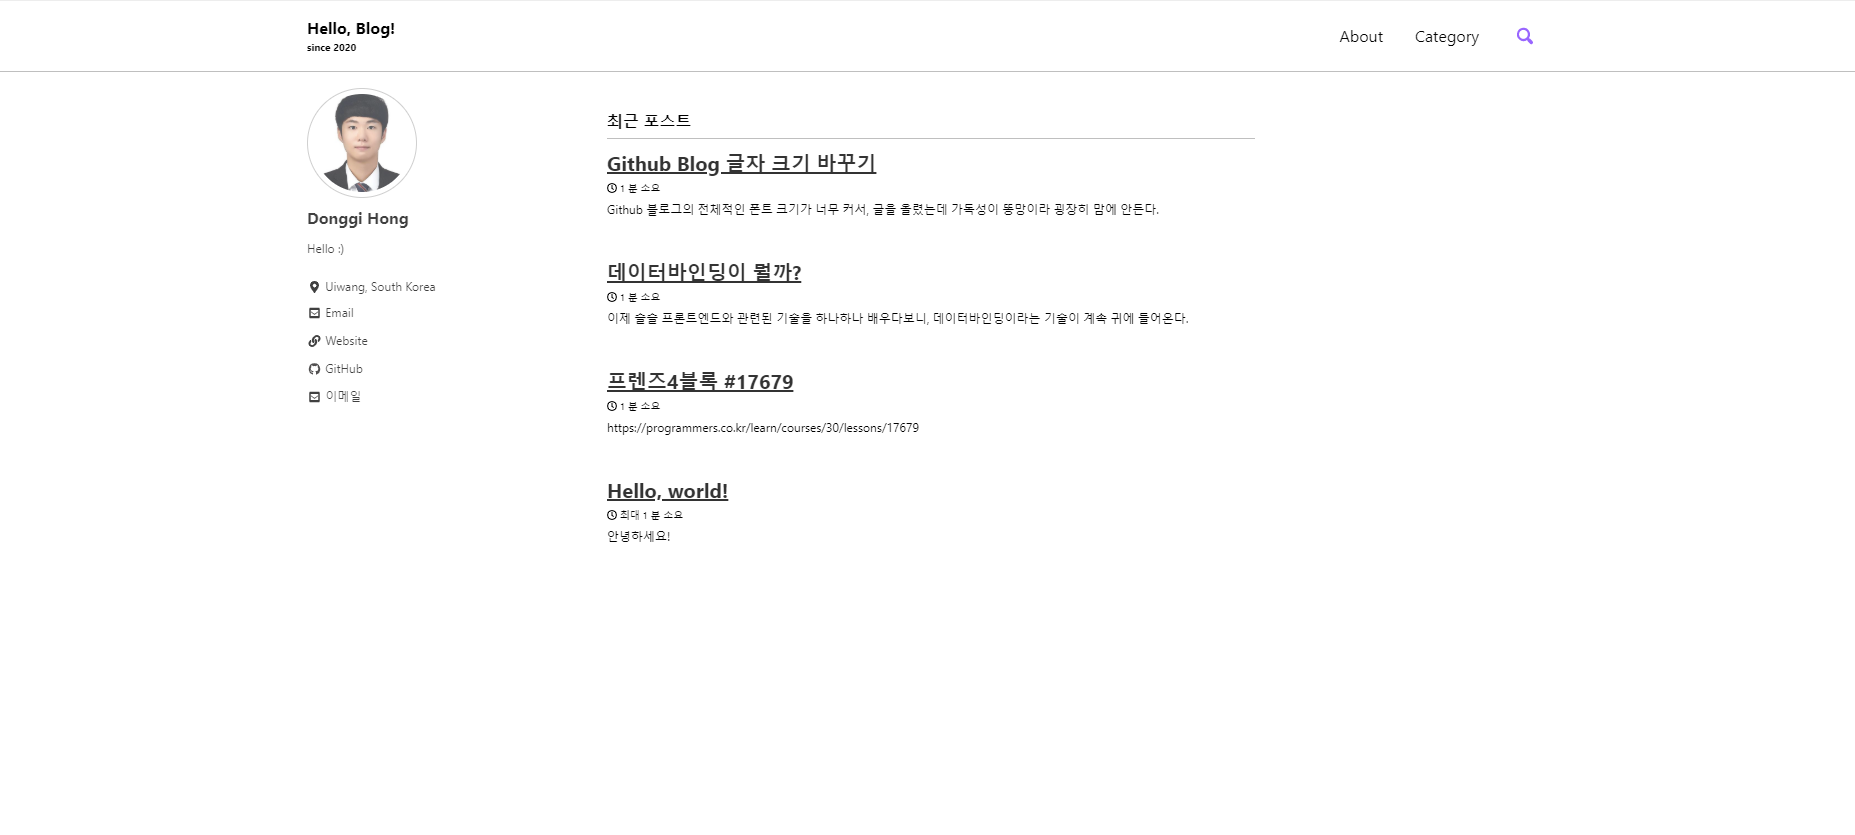 Hello, Blog!
since 2020
About
Category
Donggi Hong
Hello :)
Uiwang, South Korea
Email
Website
GitHub
이메일
최근 포스트
Github Blog 글자 크기 바꾸기
1 분 소요
Github 블로그의 전체적인 폰트 크기가 너무 커서, 글을 올렸는데 가독성이 똥망이라 굉장히 맘에 안든다.
데이터바인딩이 뭘까?
1 분 소요
이제 슬슬 프론트엔드와 관련된 기술을 하나하나 배우다보니, 데이터바인딩이라는 기술이 계속 귀에 들어온다.
프렌즈4블록 #17679
1 분 소요
https://programmers.co.kr/learn/courses/30/lessons/17679
Hello, world!
최대 1 분 소요
안녕하세요!